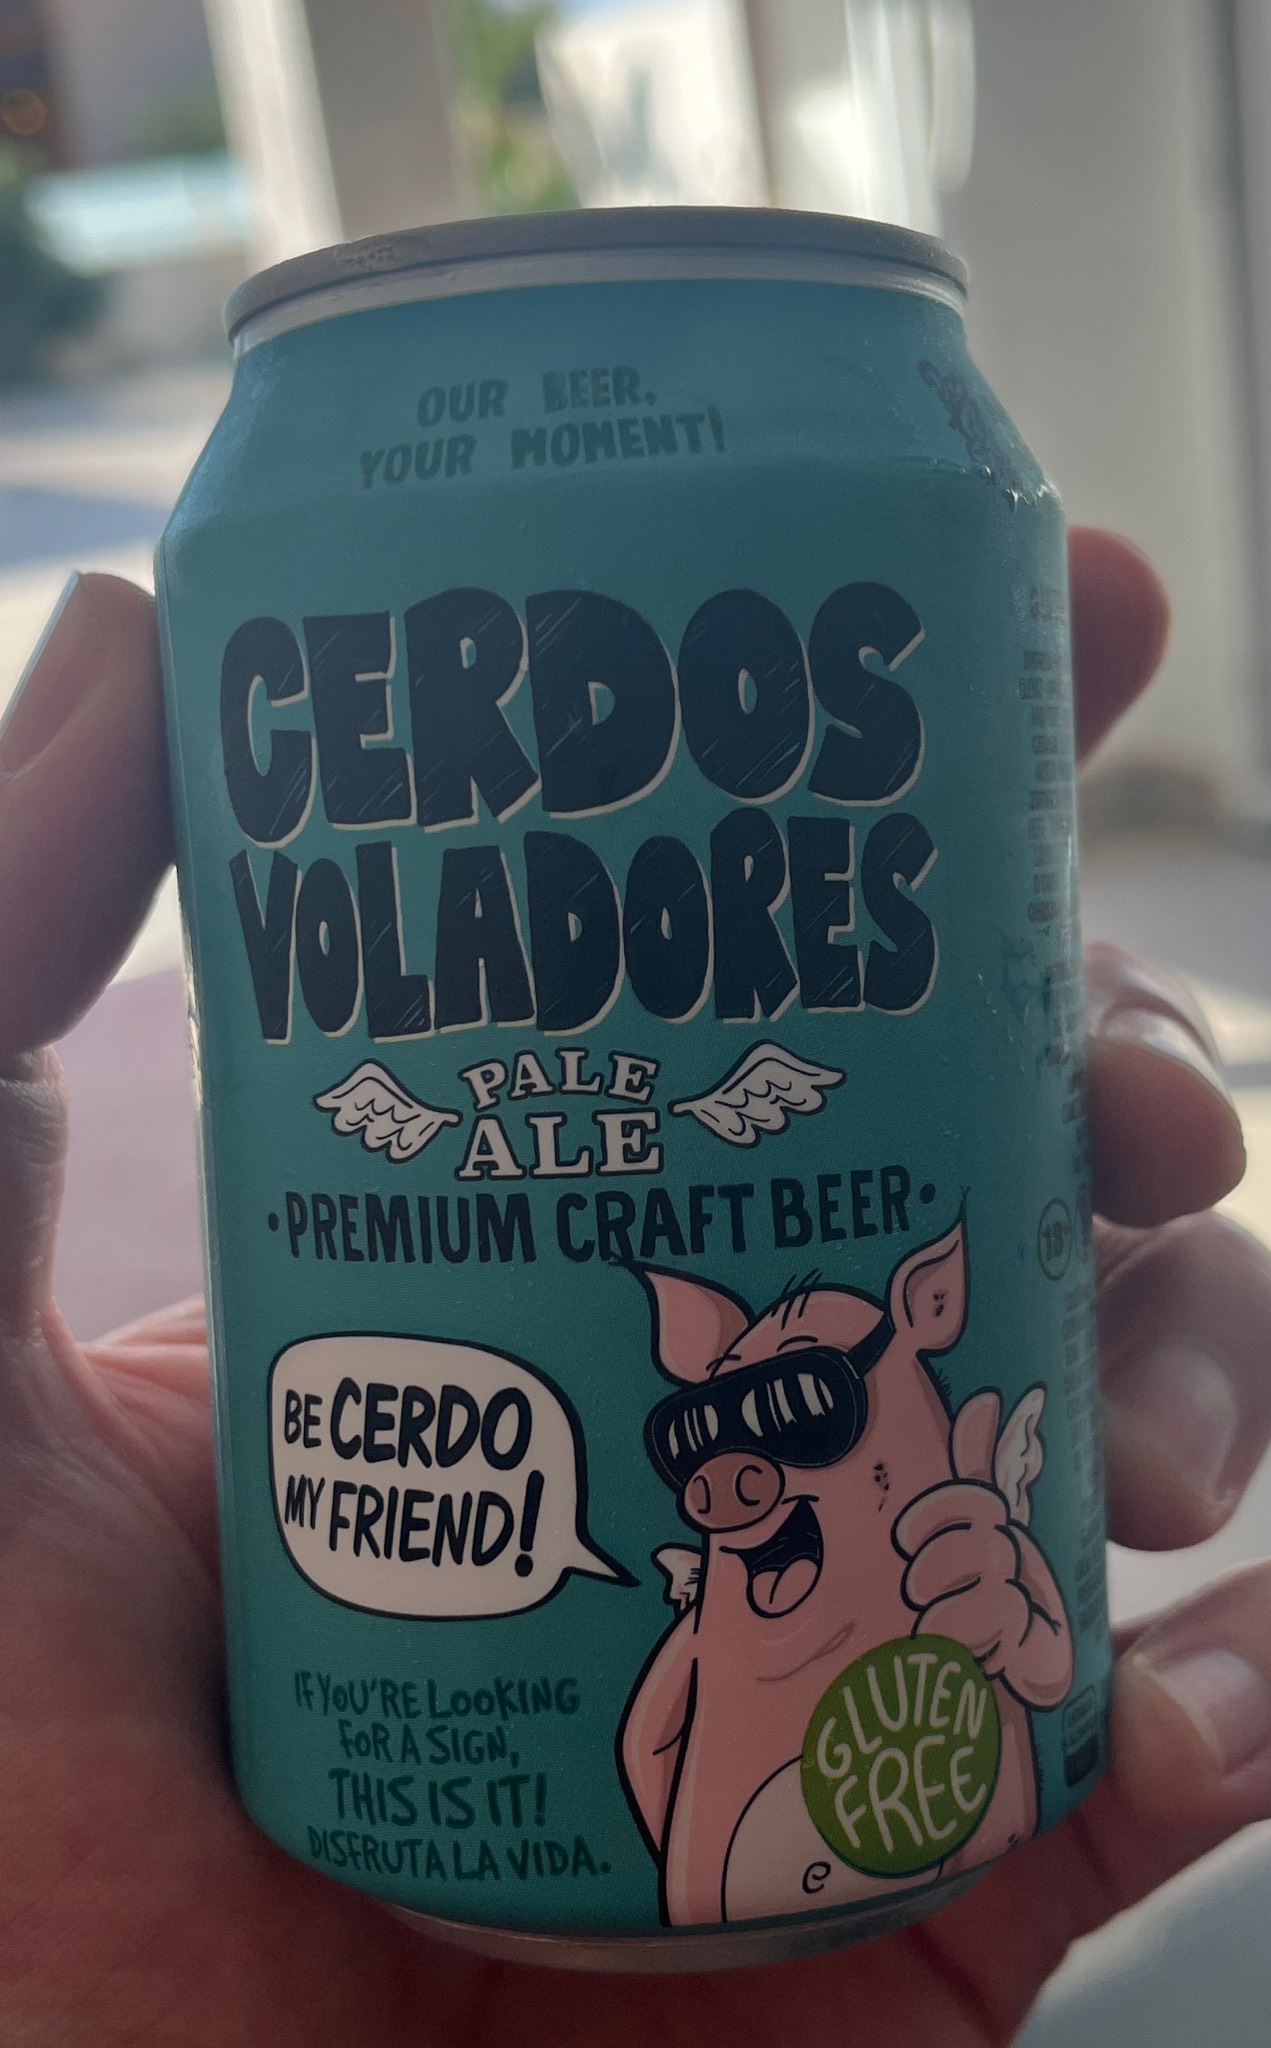 OUR BEER,
YOUR MOMENT!
CERDOS
VOLADORES
PALE
ALE
·PREMIUM CRAFT BEER·
BE CERDO
MY FRIEND!
IF YOU'RE LOOKING
FOR A SIGN,
THIS IS IT!
DISFRUTA LA VIDA.
GLUTEN
FREE
18+